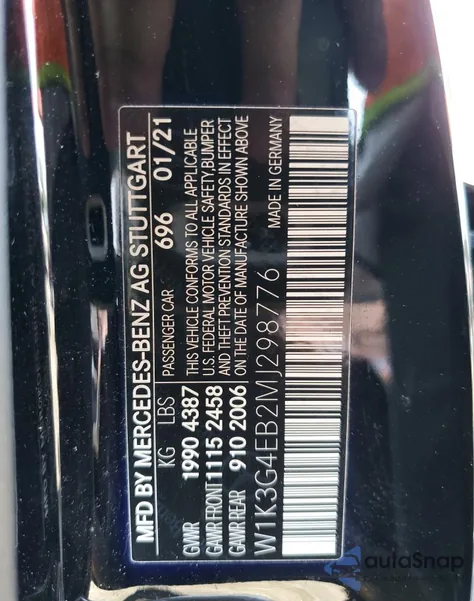 MFD BY MERCEDES-BENZ AG STUTTGART
KG LBS PASSENGER CAR 696 01/21
GVWR 1990 4387
GAWR FRONT 1115 2458
GAWR REAR 910 2006
THIS VEHICLE CONFORMS TO ALL APPLICABLE
U.S. FEDERAL MOTOR VEHICLE SAFETY, BUMPER
AND THEFT PREVENTION STANDARDS IN EFFECT
ON THE DATE OF MANUFACTURE SHOWN ABOVE
W1K3G4EB2MJ298776 MADE IN GERMANY
autoSnap